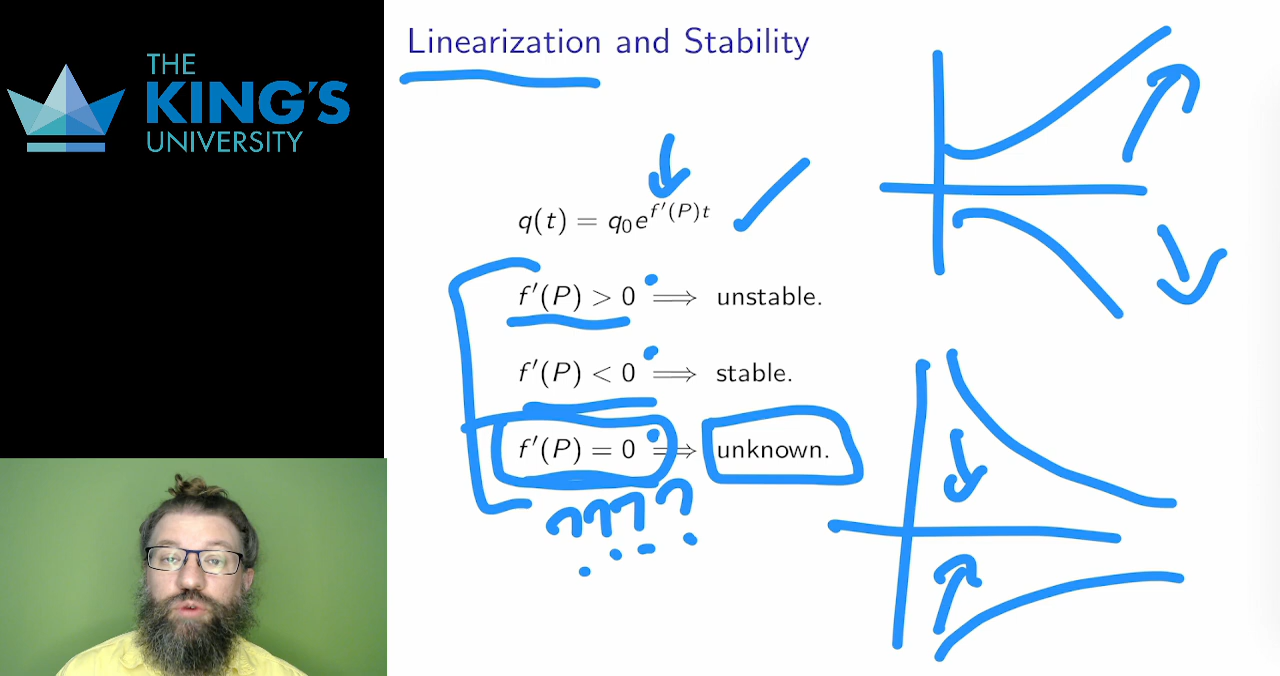 THE
KING'S
UNIVERSITY
Linearization and Stability
q(t) = q₀e^{f′(P)t}
f′(P) > 0 ⟹ unstable.
f′(P) < 0 ⟹ stable.
f′(P) = 0 ⟹ unknown.
????